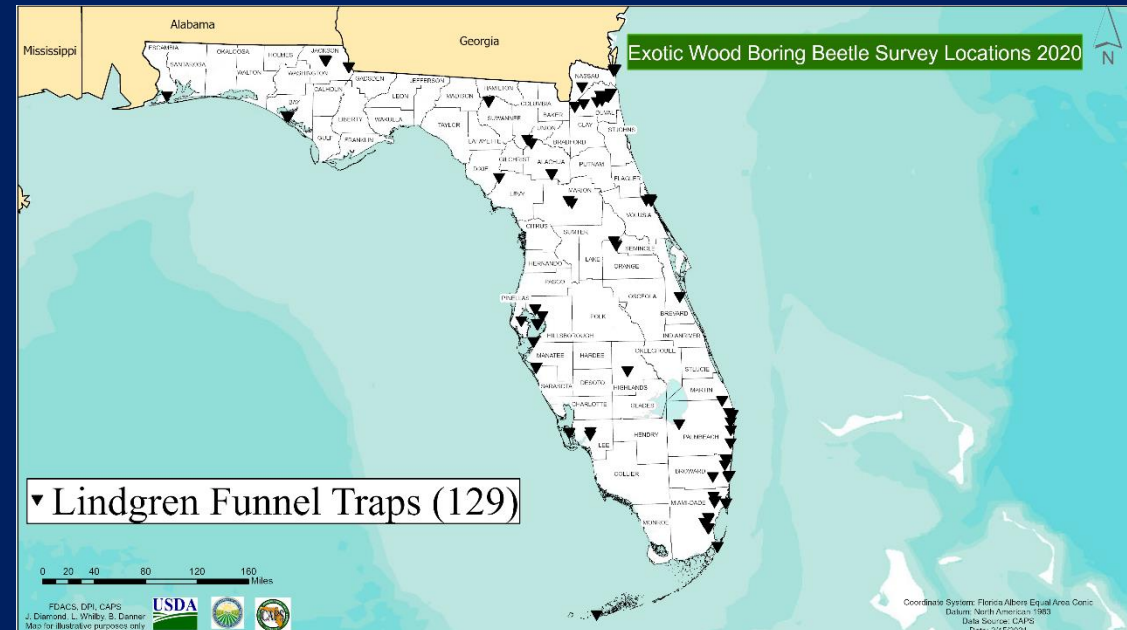 Alabama
Mississippi
Georgia
Exotic Wood Boring Beetle Survey Locations 2020
N
ESCAMBIA
SANTA ROSA
OKALOOSA
WALTON
HOLMES
WASHINGTON
JACKSON
BAY
CALHOUN
GULF
LIBERTY
FRANKLIN
GADSDEN
LEON
WAKULLA
JEFFERSON
MADISON
TAYLOR
HAMILTON
SUWANNEE
LAFAYETTE
DIXIE
COLUMBIA
BAKER
NASSAU
DUVAL
UNION
BRADFORD
CLAY
ST JOHNS
GILCHRIST
ALACHUA
PUTNAM
FLAGLER
LEVY
MARION
VOLUSIA
CITRUS
SUMTER
LAKE
SEMINOLE
HERNANDO
ORANGE
PASCO
OSCEOLA
BREVARD
PINELLAS
HILLSBOROUGH
POLK
INDIAN RIVER
MANATEE
HARDEE
OKEECHOBEE
ST LUCIE
HIGHLANDS
SARASOTA
DESOTO
MARTIN
CHARLOTTE
GLADES
LEE
HENDRY
PALM BEACH
COLLIER
BROWARD
MIAMI-DADE
MONROE
Lindgren Funnel Traps (129)
0 20 40 80 120 160
Miles
FDACS, DPI, CAPS
J. Diamond, L. Whilby, B. Danner
Map for illustrative purposes only
USDA
CAPS
Coordinate System: Florida Albers Equal Area Conic
Datum: North American 1983
Data Source: CAPS